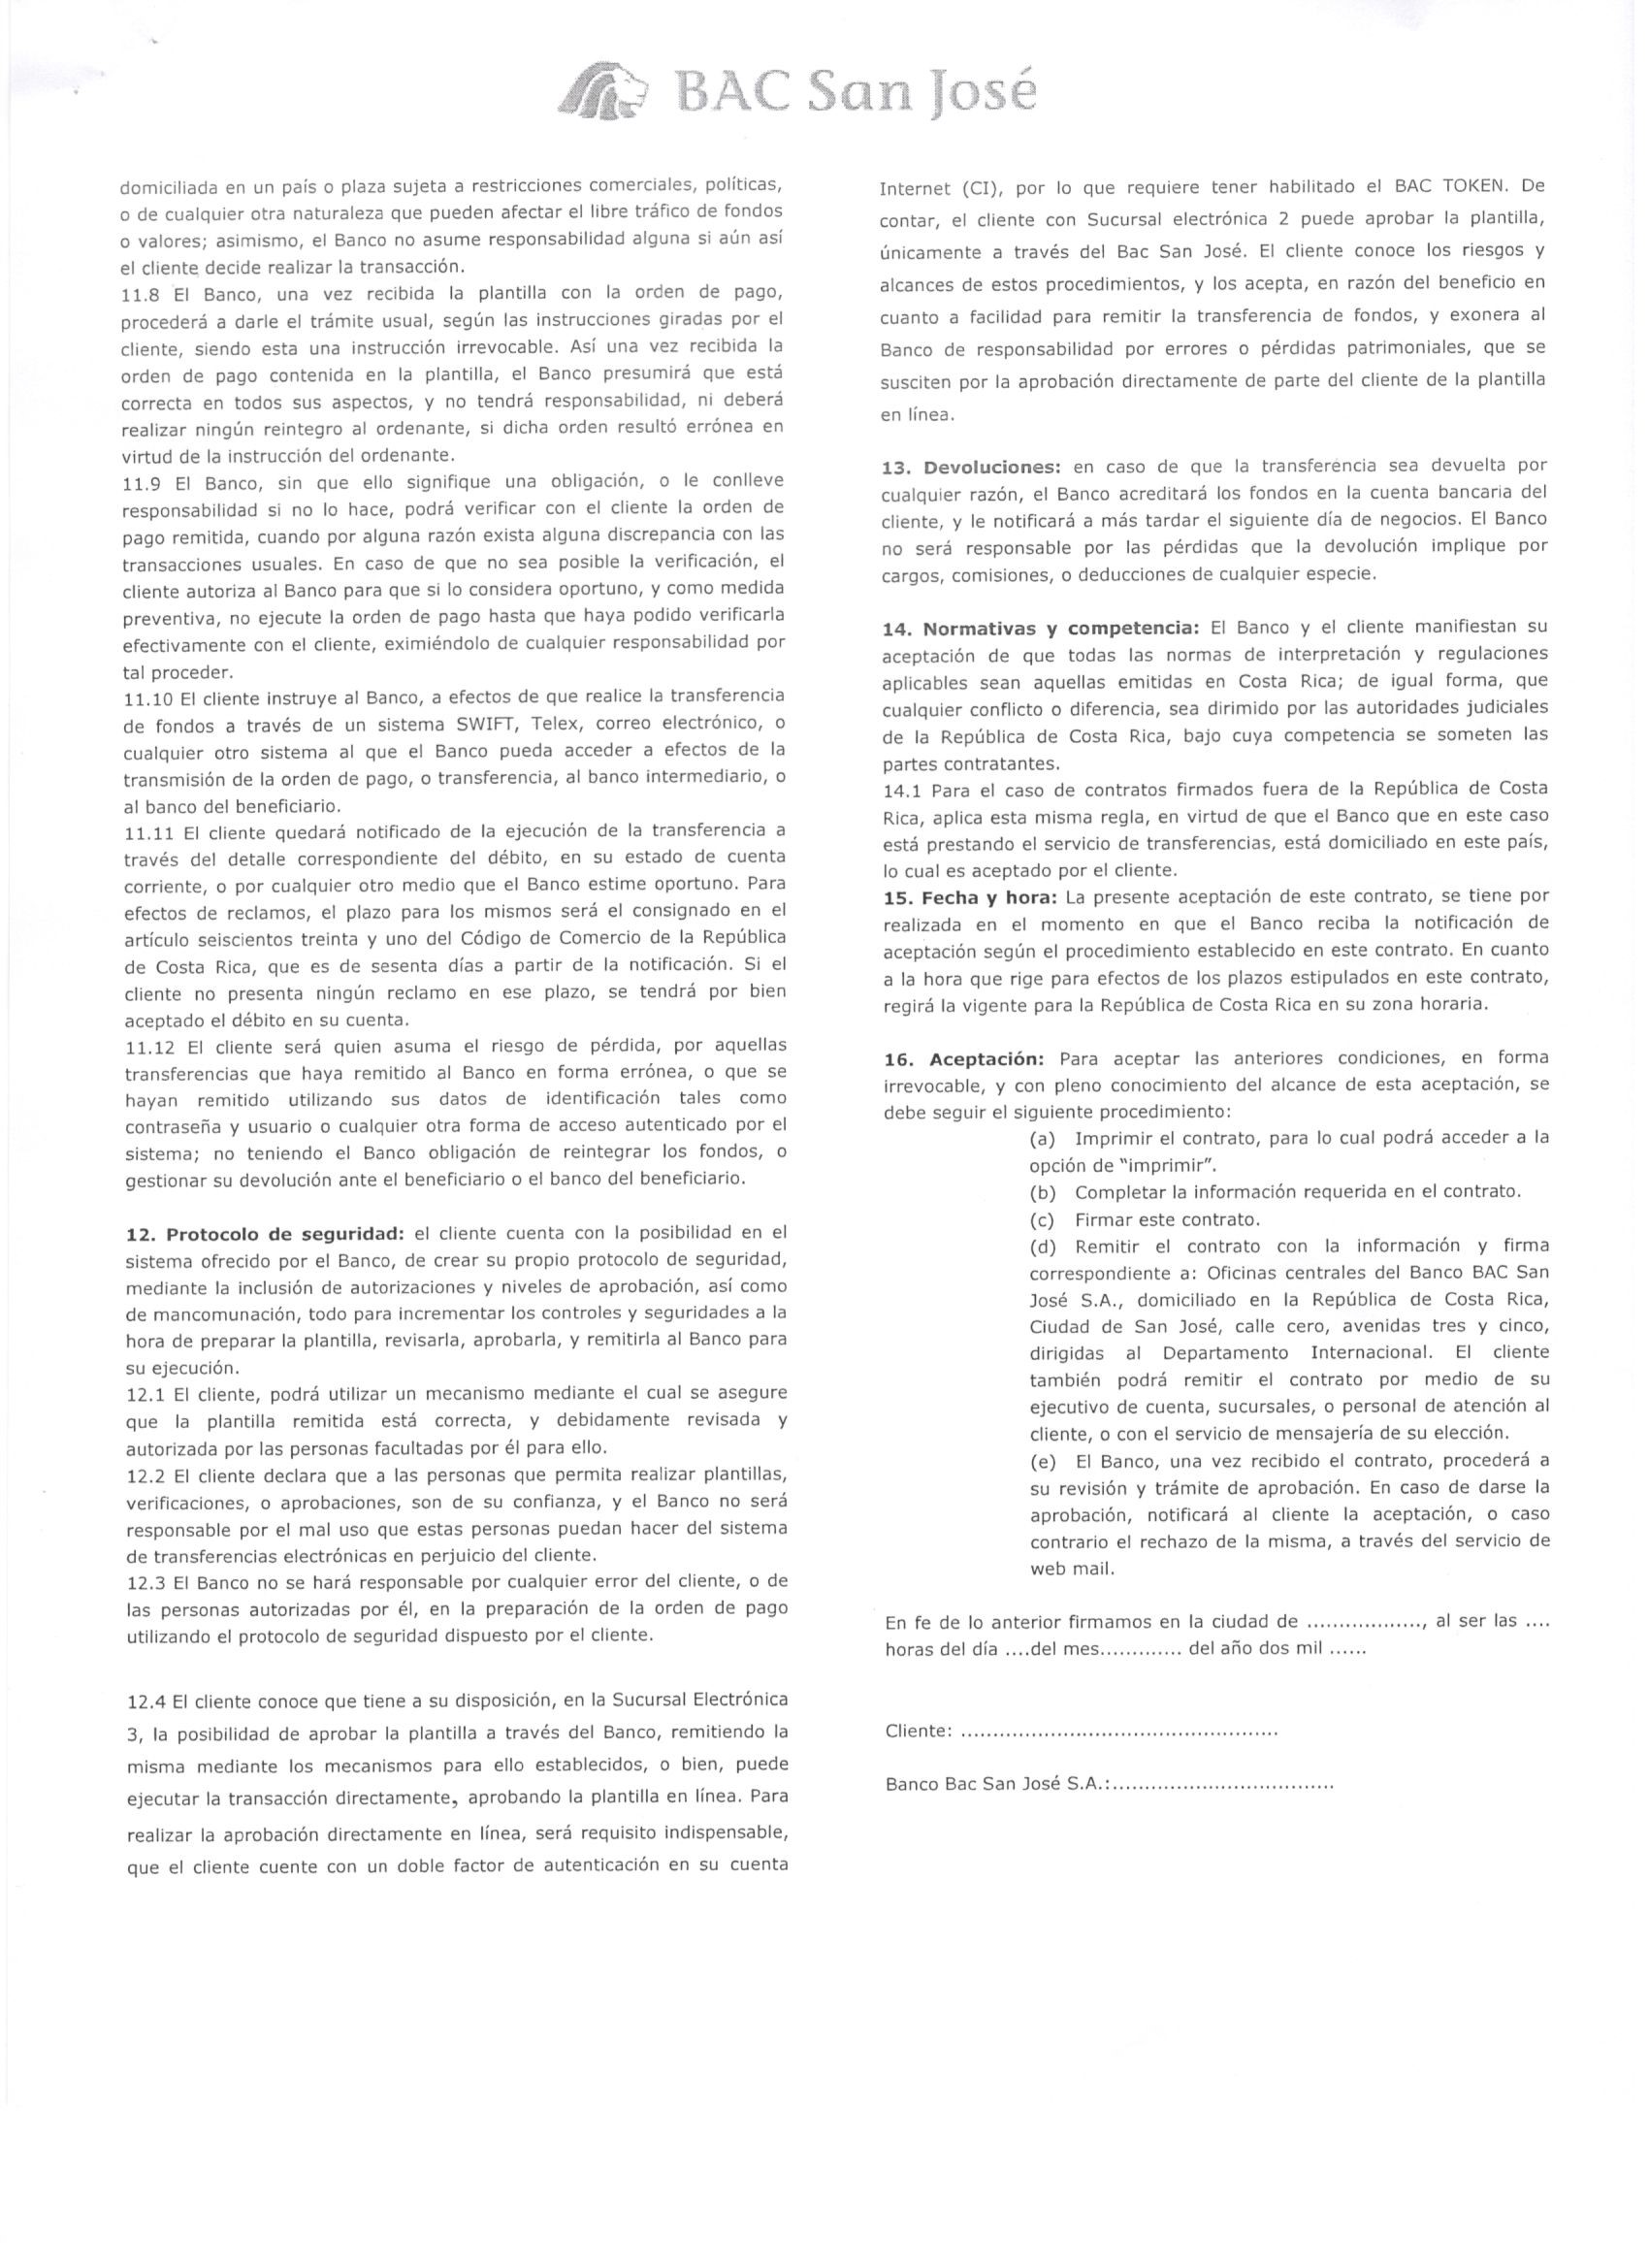 BAC San José
domiciliada en un país o plaza sujeta a restricciones comerciales, políticas,
o de cualquier otra naturaleza que pueden afectar el libre tráfico de fondos
o valores; asimismo, el Banco no asume responsabilidad alguna si aún así
el cliente decide realizar la transacción.
11.8 El Banco, una vez recibida la plantilla con la orden de pago,
procederá a darle el trámite usual, según las instrucciones giradas por el
cliente, siendo esta una instrucción irrevocable. Así una vez recibida la
orden de pago contenida en la plantilla, el Banco presumirá que está
correcta en todos sus aspectos, y no tendrá responsabilidad, ni deberá
realizar ningún reintegro al ordenante, si dicha orden resultó errónea en
virtud de la instrucción del ordenante.
11.9 El Banco, sin que ello signifique una obligación, o le conlleve
responsabilidad si no lo hace, podrá verificar con el cliente la orden de
pago remitida, cuando por alguna razón exista alguna discrepancia con las
transacciones usuales. En caso de que no sea posible la verificación, el
cliente autoriza al Banco para que si lo considera oportuno, y como medida
preventiva, no ejecute la orden de pago hasta que haya podido verificarla
efectivamente con el cliente, eximiéndolo de cualquier responsabilidad por
tal proceder.
11.10 El cliente instruye al Banco, a efectos de que realice la transferencia
de fondos a través de un sistema SWIFT, Telex, correo electrónico, o
cualquier otro sistema al que el Banco pueda acceder a efectos de la
transmisión de la orden de pago, o transferencia, al banco intermediario, o
al banco del beneficiario.
11.11 El cliente quedará notificado de la ejecución de la transferencia a
través del detalle correspondiente del débito, en su estado de cuenta
corriente, o por cualquier otro medio que el Banco estime oportuno. Para
efectos de reclamos, el plazo para los mismos será el consignado en el
artículo seiscientos treinta y uno del Código de Comercio de la República
de Costa Rica, que es de sesenta días a partir de la notificación. Si el
cliente no presenta ningún reclamo en ese plazo, se tendrá por bien
aceptado el débito en su cuenta.
11.12 El cliente será quien asuma el riesgo de pérdida, por aquellas
transferencias que haya remitido al Banco en forma errónea, o que se
hayan remitido utilizando sus datos de identificación tales como
contraseña y usuario o cualquier otra forma de acceso autenticado por el
sistema; no teniendo el Banco obligación de reintegrar los fondos, o
gestionar su devolución ante el beneficiario o el banco del beneficiario.
12. Protocolo de seguridad: el cliente cuenta con la posibilidad en el
sistema ofrecido por el Banco, de crear su propio protocolo de seguridad,
mediante la inclusión de autorizaciones y niveles de aprobación, así como
de mancomunación, todo para incrementar los controles y seguridades a la
hora de preparar la plantilla, revisarla, aprobarla, y remitirla al Banco para
su ejecución.
12.1 El cliente, podrá utilizar un mecanismo mediante el cual se asegure
que la plantilla remitida está correcta, y debidamente revisada y
autorizada por las personas facultadas por él para ello.
12.2 El cliente declara que a las personas que permita realizar plantillas,
verificaciones, o aprobaciones, son de su confianza, y el Banco no será
responsable por el mal uso que estas personas puedan hacer del sistema
de transferencias electrónicas en perjuicio del cliente.
12.3 El Banco no se hará responsable por cualquier error del cliente, o de
las personas autorizadas por él, en la preparación de la orden de pago
utilizando el protocolo de seguridad dispuesto por el cliente.
12.4 El cliente conoce que tiene a su disposición, en la Sucursal Electrónica
3, la posibilidad de aprobar la plantilla a través del Banco, remitiendo la
misma mediante los mecanismos para ello establecidos, o bien, puede
ejecutar la transacción directamente, aprobando la plantilla en línea. Para
realizar la aprobación directamente en línea, será requisito indispensable,
que el cliente cuente con un doble factor de autenticación en su cuenta
Internet (CI), por lo que requiere tener habilitado el BAC TOKEN. De
contar, el cliente con Sucursal electrónica 2 puede aprobar la plantilla,
únicamente a través del Bac San José. El cliente conoce los riesgos y
alcances de estos procedimientos, y los acepta, en razón del beneficio en
cuanto a facilidad para remitir la transferencia de fondos, y exonera al
Banco de responsabilidad por errores o pérdidas patrimoniales, que se
susciten por la aprobación directamente de parte del cliente de la plantilla
en línea.
13. Devoluciones: en caso de que la transferencia sea devuelta por
cualquier razón, el Banco acreditará los fondos en la cuenta bancaria del
cliente, y le notificará a más tardar el siguiente día de negocios. El Banco
no será responsable por las pérdidas que la devolución implique por
cargos, comisiones, o deducciones de cualquier especie.
14. Normativas y competencia: El Banco y el cliente manifiestan su
aceptación de que todas las normas de interpretación y regulaciones
aplicables sean aquellas emitidas en Costa Rica; de igual forma, que
cualquier conflicto o diferencia, sea dirimido por las autoridades judiciales
de la República de Costa Rica, bajo cuya competencia se someten las
partes contratantes.
14.1 Para el caso de contratos firmados fuera de la República de Costa
Rica, aplica esta misma regla, en virtud de que el Banco que en este caso
está prestando el servicio de transferencias, está domiciliado en este país,
lo cual es aceptado por el cliente.
15. Fecha y hora: La presente aceptación de este contrato, se tiene por
realizada en el momento en que el Banco reciba la notificación de
aceptación según el procedimiento establecido en este contrato. En cuanto
a la hora que rige para efectos de los plazos estipulados en este contrato,
regirá la vigente para la República de Costa Rica en su zona horaria.
16. Aceptación: Para aceptar las anteriores condiciones, en forma
irrevocable, y con pleno conocimiento del alcance de esta aceptación, se
debe seguir el siguiente procedimiento:
(a) Imprimir el contrato, para lo cual podrá acceder a la
opción de "imprimir".
(b) Completar la información requerida en el contrato.
(c) Firmar este contrato.
(d) Remitir el contrato con la información y firma
correspondiente a: Oficinas centrales del Banco BAC San
José S.A., domiciliado en la República de Costa Rica,
Ciudad de San José, calle cero, avenidas tres y cinco,
dirigidas al Departamento Internacional. El cliente
también podrá remitir el contrato por medio de su
ejecutivo de cuenta, sucursales, o personal de atención al
cliente, o con el servicio de mensajería de su elección.
(e) El Banco, una vez recibido el contrato, procederá a
su revisión y trámite de aprobación. En caso de darse la
aprobación, notificará al cliente la aceptación, o caso
contrario el rechazo de la misma, a través del servicio de
web mail.
En fe de lo anterior firmamos en la ciudad de .................., al ser las ....
horas del día ....del mes............. del año dos mil ......
Cliente: ..................................................
Banco Bac San José S.A.:...................................